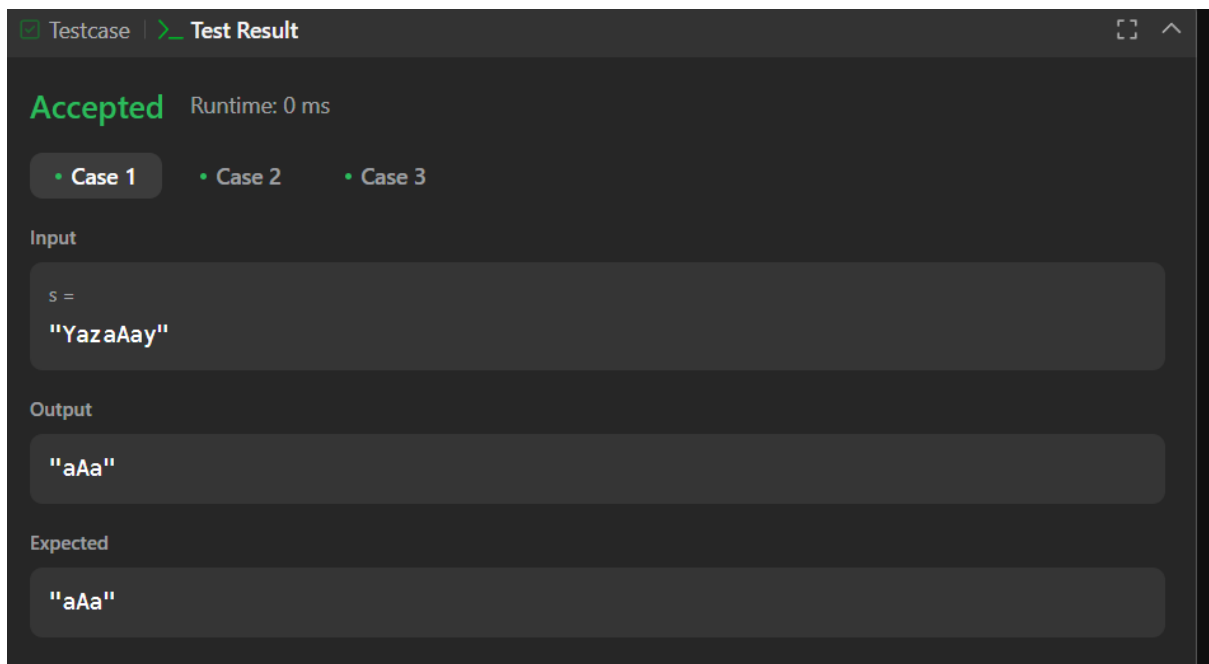 Testcase | >_ Test Result
Accepted Runtime: 0 ms
• Case 1 • Case 2 • Case 3
Input
s =
"YazaAay"
Output
"aAa"
Expected
"aAa"